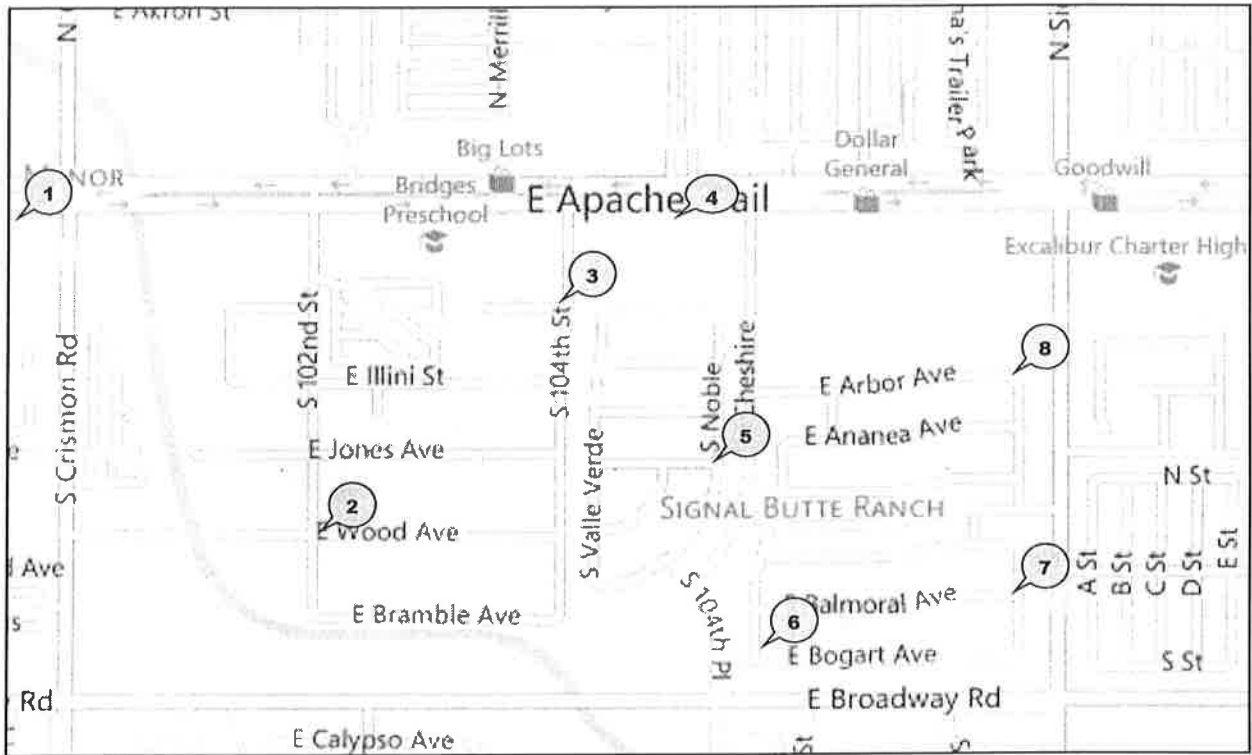 E Akron St
N Merrill
na's Trailer Park
N Sig
Big Lots
Dollar
General
Goodwill
1
NOR
Bridges
Preschool
E Apache
4
ail
Excalibur Charter High
3
S Crismon Rd
S 102nd St
S 104th St
S Noble
Cheshire
8
E Illini St
E Arbor Ave
5
E Ananea Ave
E Jones Ave
S Valle Verde
N St
2
SIGNAL BUTTE RANCH
E Wood Ave
Ave
7
A St
B St
C St
D St
E St
S 104th Pl
Balmoral Ave
6
E Bramble Ave
s
E Bogart Ave
S St
Rd
E Broadway Rd
E Calypso Ave
St
S